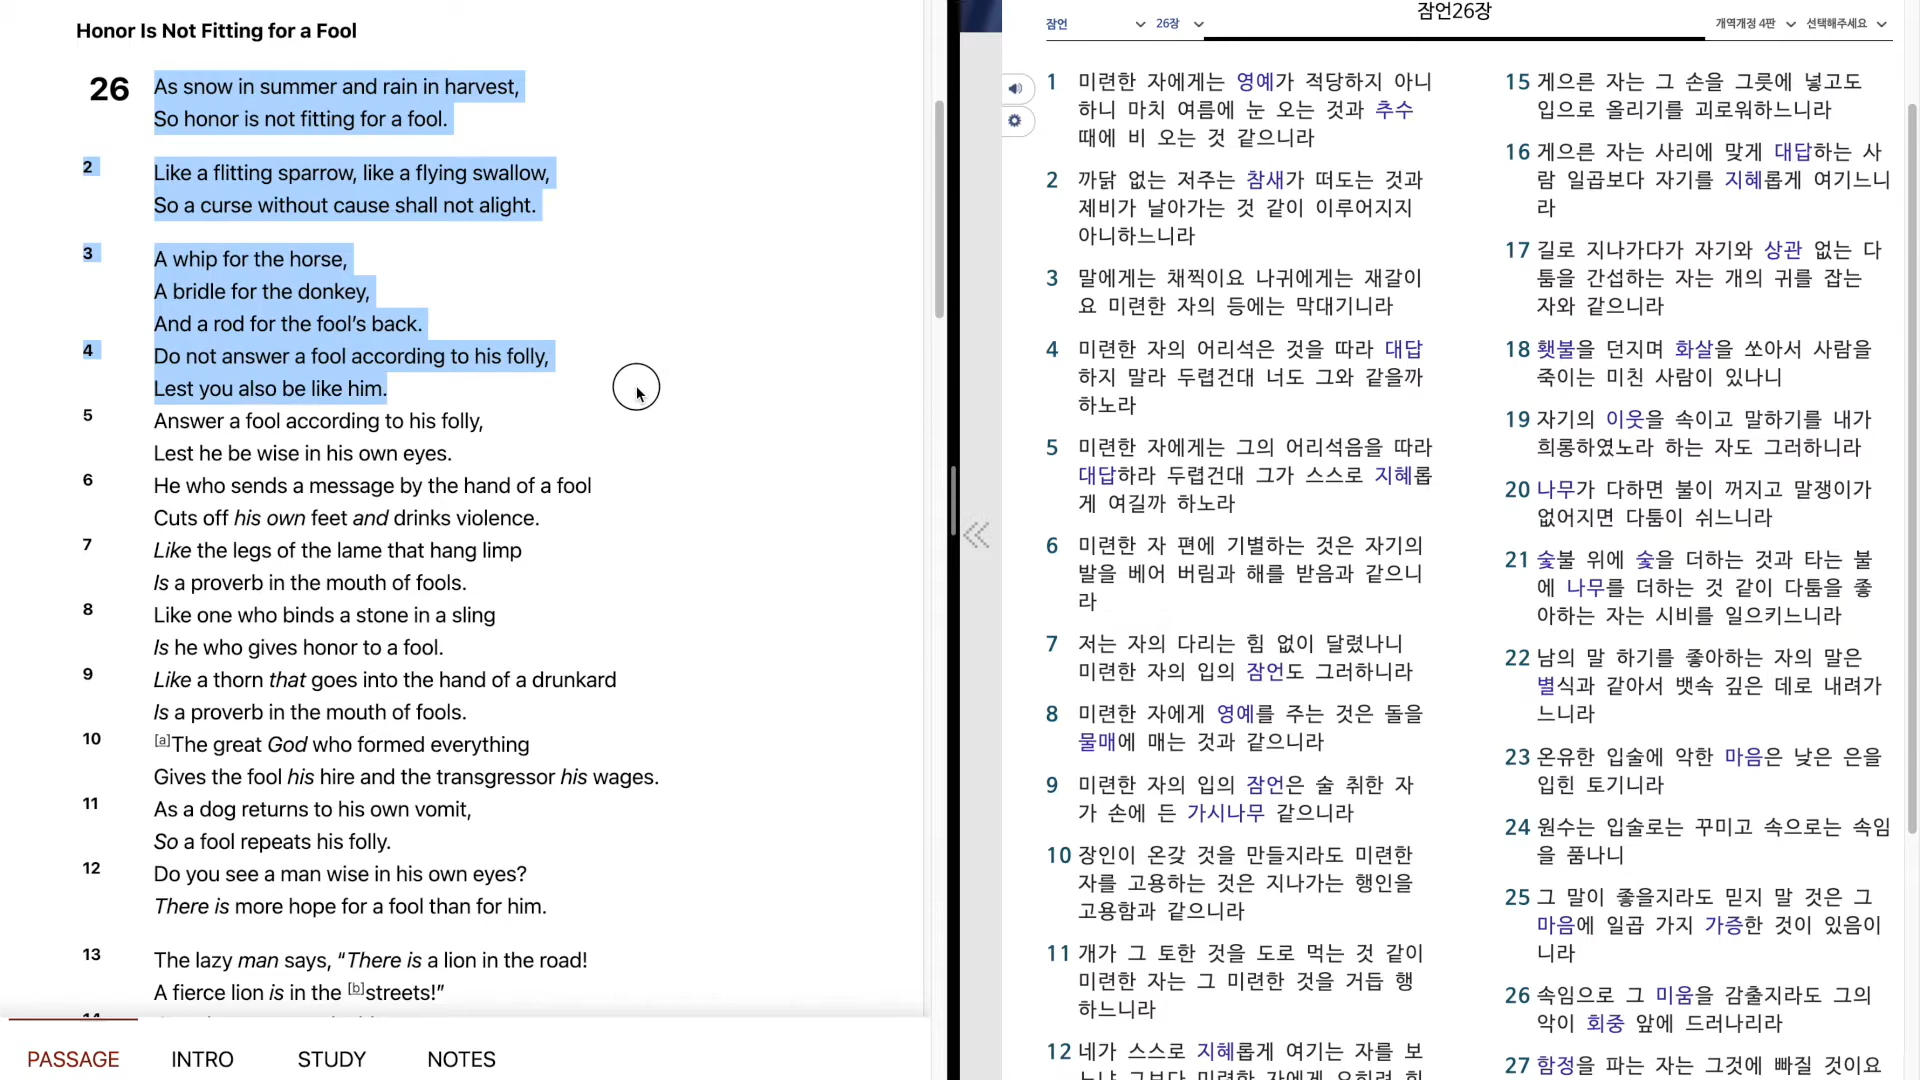 Honor Is Not Fitting for a Fool
26
As snow in summer and rain in harvest,
So honor is not fitting for a fool.
2
Like a flitting sparrow, like a flying swallow,
So a curse without cause shall not alight.
3
A whip for the horse,
A bridle for the donkey,
And a rod for the fool’s back.
4
Do not answer a fool according to his folly,
Lest you also be like him.
5
Answer a fool according to his folly,
Lest he be wise in his own eyes.
6
He who sends a message by the hand of a fool
Cuts off his own feet and drinks violence.
7
Like the legs of the lame that hang limp
Is a proverb in the mouth of fools.
8
Like one who binds a stone in a sling
Is he who gives honor to a fool.
9
Like a thorn that goes into the hand of a drunkard
Is a proverb in the mouth of fools.
10
[a]The great God who formed everything
Gives the fool his hire and the transgressor his wages.
11
As a dog returns to his own vomit,
So a fool repeats his folly.
12
Do you see a man wise in his own eyes?
There is more hope for a fool than for him.
13
The lazy man says, “There is a lion in the road!
A fierce lion is in the [b]streets!”
PASSAGE INTRO STUDY NOTES
잠언26장
잠언 26장 개역개정 4판 선택해주세요
1 미련한 자에게는 영예가 적당하지 아니
하니 마치 여름에 눈 오는 것과 추수
때에 비 오는 것 같으니라
2 까닭 없는 저주는 참새가 떠도는 것과
제비가 날아가는 것 같이 이루어지지
아니하느니라
3 말에게는 채찍이요 나귀에게는 재갈이
요 미련한 자의 등에는 막대기니라
4 미련한 자의 어리석은 것을 따라 대답
하지 말라 두렵건대 너도 그와 같을까
하노라
5 미련한 자에게는 그의 어리석음을 따라
대답하라 두렵건대 그가 스스로 지혜롭
게 여길까 하노라
6 미련한 자 편에 기별하는 것은 자기의
발을 베어 버림과 해를 받음과 같으니
라
7 저는 자의 다리는 힘 없이 달렸나니
미련한 자의 입의 잠언도 그러하니라
8 미련한 자에게 영예를 주는 것은 돌을
물매에 매는 것과 같으니라
9 미련한 자의 입의 잠언은 술 취한 자
가 손에 든 가시나무 같으니라
10 장인이 온갖 것을 만들지라도 미련한
자를 고용하는 것은 지나가는 행인을
고용함과 같으니라
11 개가 그 토한 것을 도로 먹는 것 같이
미련한 자는 그 미련한 것을 거듭 행
하느니라
12 네가 스스로 지혜롭게 여기는 자를 보
15 게으른 자는 그 손을 그릇에 넣고도
입으로 올리기를 괴로워하느니라
16 게으른 자는 사리에 맞게 대답하는 사
람 일곱보다 자기를 지혜롭게 여기느니
라
17 길로 지나가다가 자기와 상관 없는 다
툼을 간섭하는 자는 개의 귀를 잡는
자와 같으니라
18 횃불을 던지며 화살을 쏘아서 사람을
죽이는 미친 사람이 있나니
19 자기의 이웃을 속이고 말하기를 내가
희롱하였노라 하는 자도 그러하니라
20 나무가 다하면 불이 꺼지고 말쟁이가
없어지면 다툼이 쉬느니라
21 숯불 위에 숯을 더하는 것과 타는 불
에 나무를 더하는 것 같이 다툼을 좋
아하는 자는 시비를 일으키느니라
22 남의 말 하기를 좋아하는 자의 말은
별식과 같아서 뱃속 깊은 데로 내려가
느니라
23 온유한 입술에 악한 마음은 낮은 은을
입힌 토기니라
24 원수는 입술로는 꾸미고 속으로는 속임
을 품나니
25 그 말이 좋을지라도 믿지 말 것은 그
마음에 일곱 가지 가증한 것이 있음이
니라
26 속임으로 그 미움을 감출지라도 그의
악이 회중 앞에 드러나리라
27 함정을 파는 자는 그것에 빠질 것이요